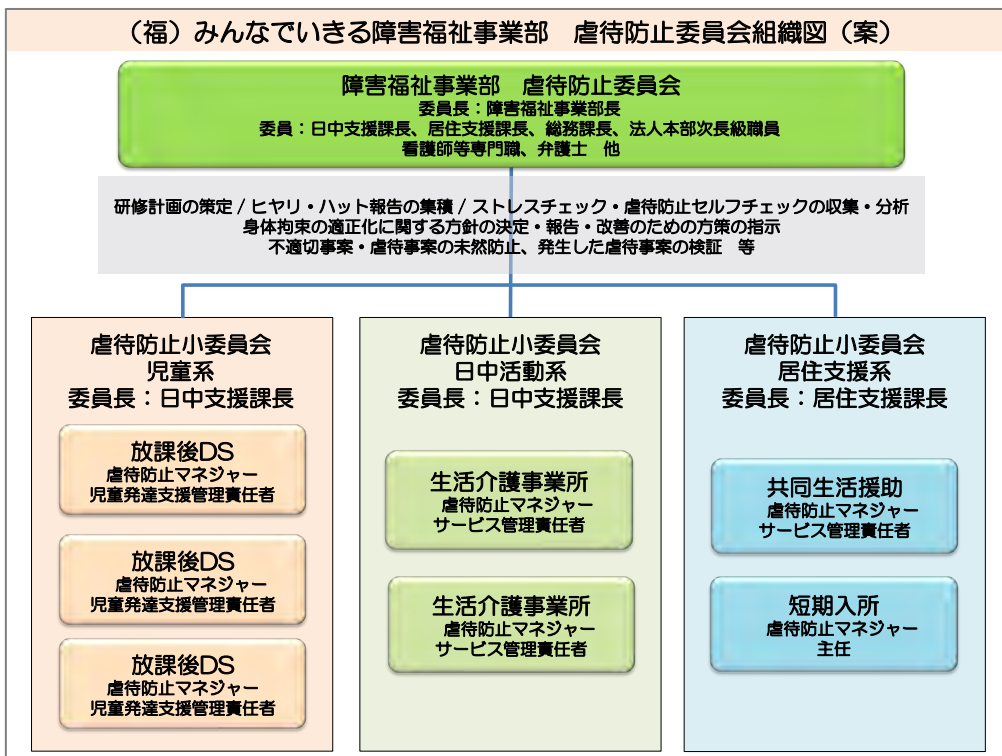 （福）みんなでいきる障害福祉事業部　虐待防止委員会組織図（案）
障害福祉事業部　虐待防止委員会
委員長：障害福祉事業部長
委員：日中支援課長、居住支援課長、総務課長、法人本部次長級職員
看護師等専門職、弁護士　他
研修計画の策定 / ヒヤリ・ハット報告の集積 / ストレスチェック・虐待防止セルフチェックの収集・分析
身体拘束の適正化に関する方針の決定・報告・改善のための方策の指示
不適切事案・虐待事案の未然防止、発生した虐待事案の検証　等
虐待防止小委員会
児童系
委員長：日中支援課長
放課後DS
虐待防止マネジャー
児童発達支援管理責任者
放課後DS
虐待防止マネジャー
児童発達支援管理責任者
放課後DS
虐待防止マネジャー
児童発達支援管理責任者
虐待防止小委員会
日中活動系
委員長：日中支援課長
生活介護事業所
虐待防止マネジャー
サービス管理責任者
生活介護事業所
虐待防止マネジャー
サービス管理責任者
虐待防止小委員会
居住支援系
委員長：居住支援課長
共同生活援助
虐待防止マネジャー
サービス管理責任者
短期入所
虐待防止マネジャー
主任